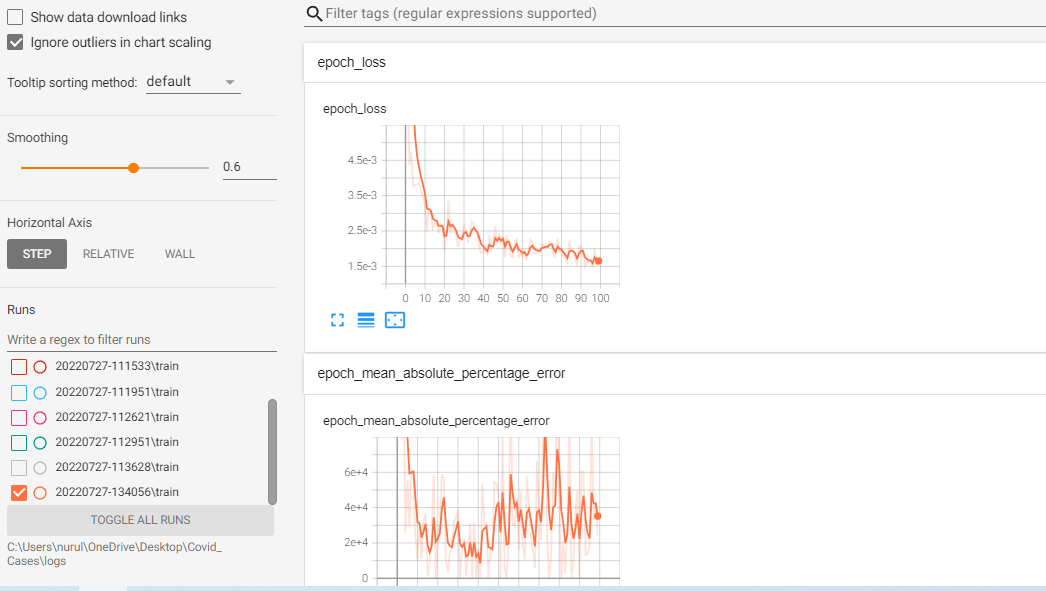 Show data download links
Ignore outliers in chart scaling
Tooltip sorting method: default
Smoothing
0.6
Horizontal Axis
STEP RELATIVE WALL
Runs
Write a regex to filter runs
20220727-111533\train
20220727-111951\train
20220727-112621\train
20220727-112951\train
20220727-113628\train
20220727-134056\train
TOGGLE ALL RUNS
C:\Users\nurul\OneDrive\Desktop\Covid_
Cases\logs
Filter tags (regular expressions supported)
epoch_loss
epoch_loss
4.5e-3
3.5e-3
2.5e-3
1.5e-3
0 10 20 30 40 50 60 70 80 90 100
epoch_mean_absolute_percentage_error
epoch_mean_absolute_percentage_error
6e+4
4e+4
2e+4
0